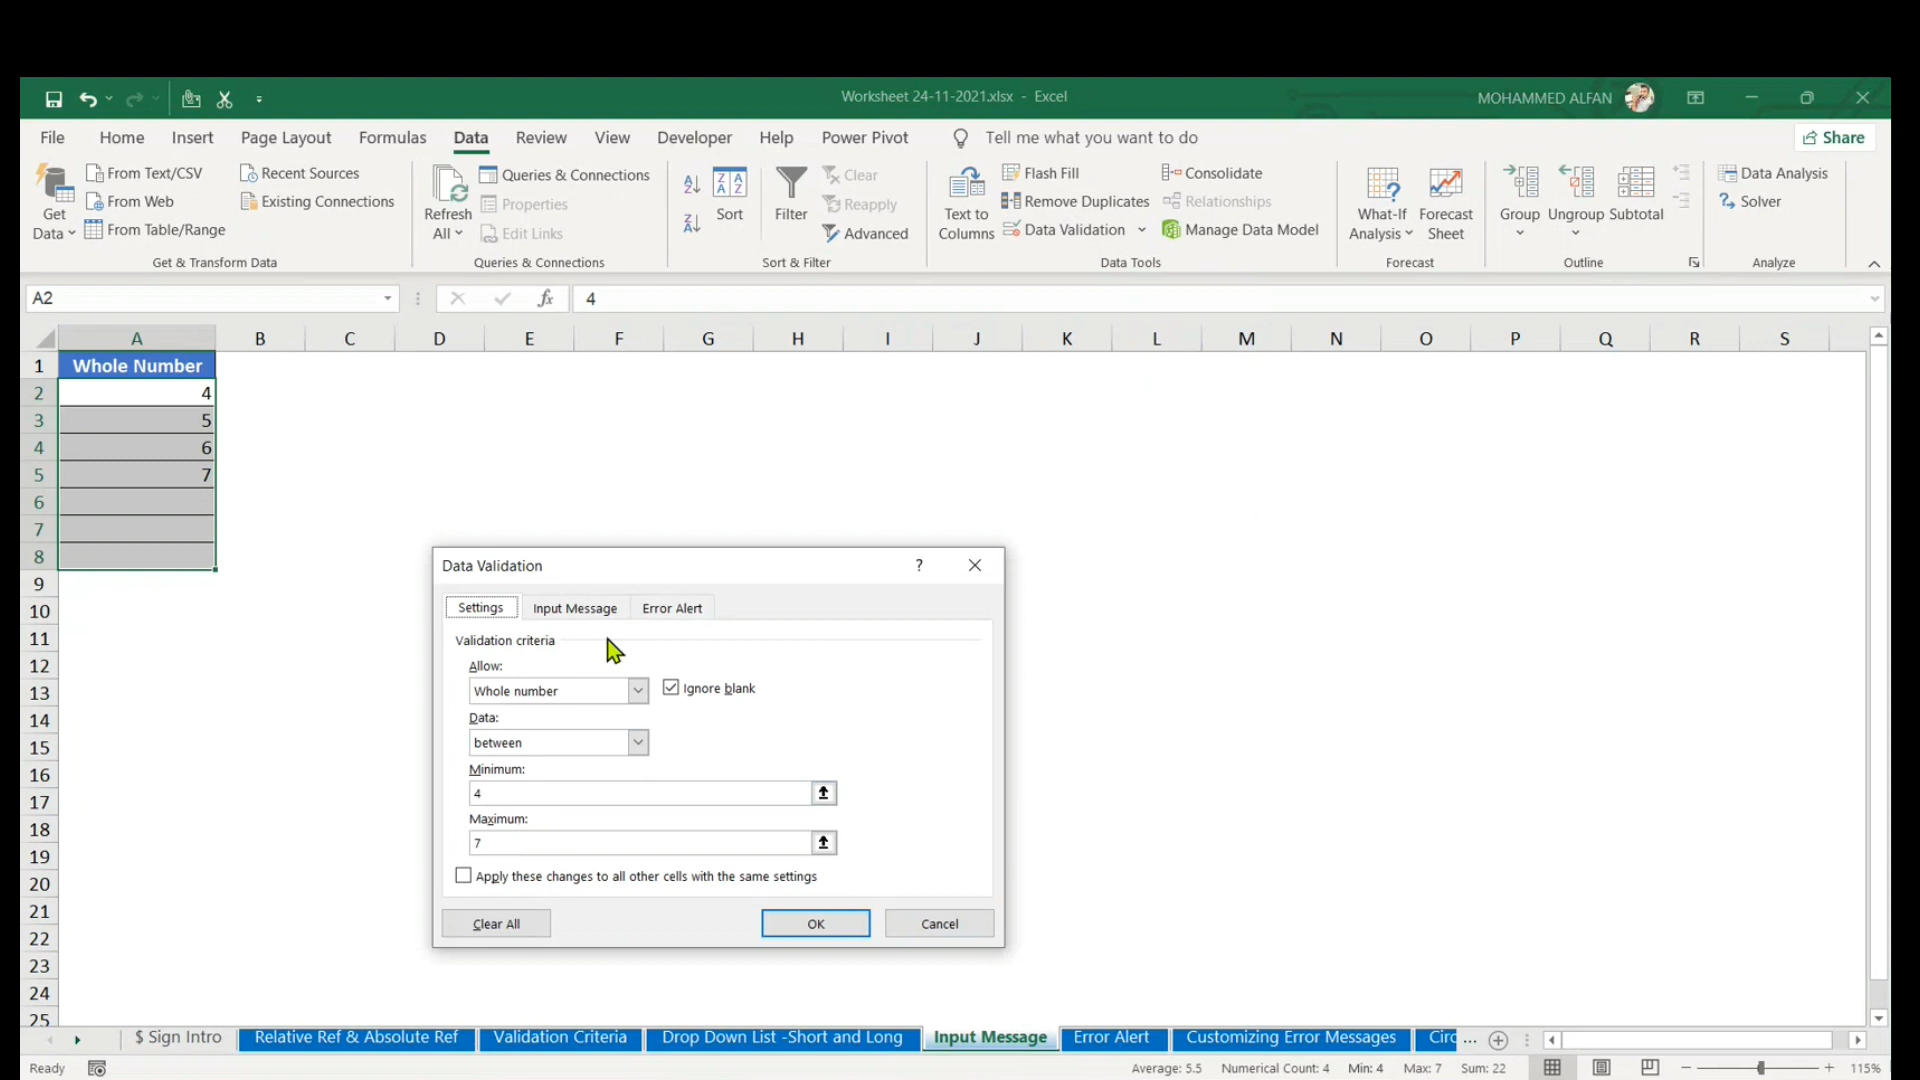 Worksheet 24-11-2021.xlsx - Excel
MOHAMMED ALFAN
File Home Insert Page Layout Formulas Data Review View Developer Help Power Pivot Tell me what you want to do Share
Get Data
From Text/CSV
From Web
From Table/Range
Recent Sources
Existing Connections
Get & Transform Data
Refresh All
Queries & Connections
Properties
Edit Links
Queries & Connections
Sort
Filter
Clear
Reapply
Advanced
Sort & Filter
Text to Columns
Flash Fill
Remove Duplicates
Data Validation
Consolidate
Relationships
Manage Data Model
Data Tools
What-If Analysis
Forecast Sheet
Forecast
Group
Ungroup
Subtotal
Outline
Data Analysis
Solver
Analyze
A2
fx
4
A B C D E F G H I J K L M N O P Q R S
1 Whole Number
2 4
3 5
4 6
5 7
6
7
8
9
10
11
12
13
14
15
16
17
18
19
20
21
22
23
24
25
Data Validation ?
Settings Input Message Error Alert
Validation criteria
Allow:
Whole number
Ignore blank
Data:
between
Minimum:
4
Maximum:
7
Apply these changes to all other cells with the same settings
Clear All OK Cancel
$ Sign Intro Relative Ref & Absolute Ref Validation Criteria Drop Down List -Short and Long Input Message Error Alert Customizing Error Messages Circ ...
Ready Average: 5.5 Numerical Count: 4 Min: 4 Max: 7 Sum: 22 115%